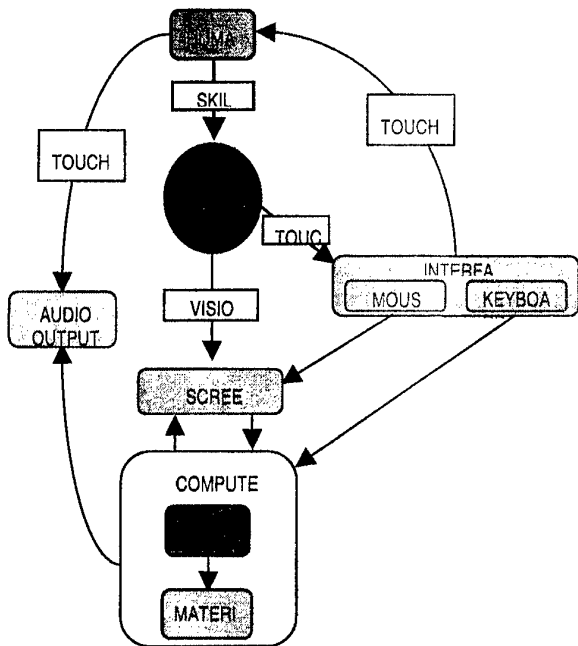 SKIL
TOUCH
TOUCH
TOUC
INTERFA
MOUS
KEYBOA
VISIO
AUDIO
OUTPUT
SCREE
COMPUTE
MATERI